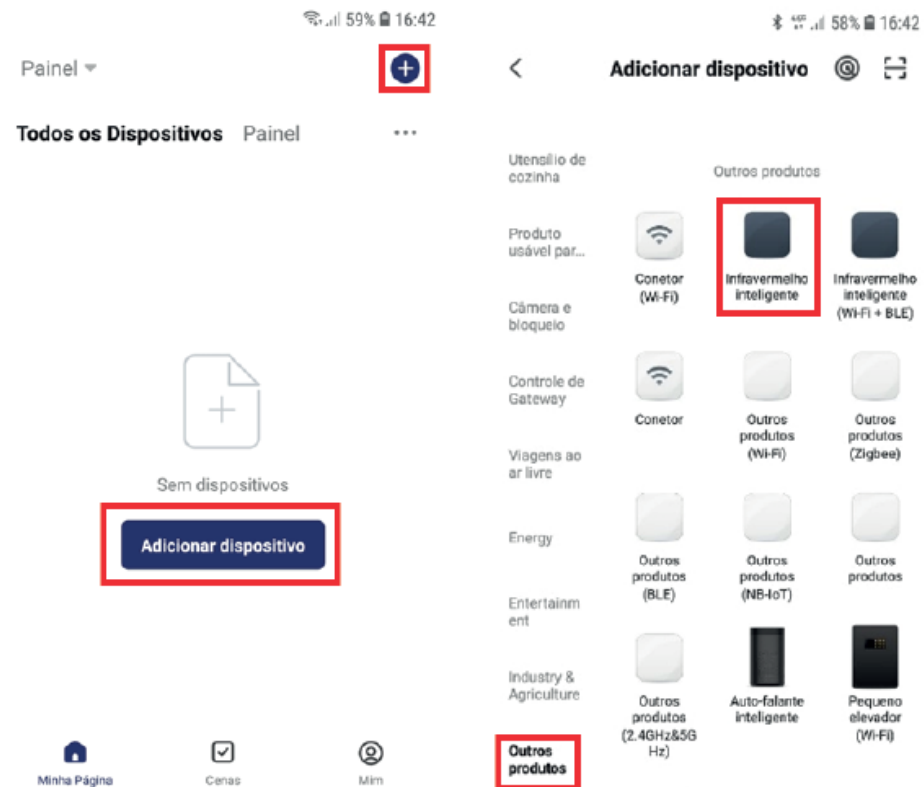 59% 16:42
Painel
Todos os Dispositivos Painel
Sem dispositivos
Adicionar dispositivo
Minha Página
Cenas
Mim
58% 16:42
Adicionar dispositivo
Utensílio de
cozinha
Produto
usável par...
Câmera e
bloqueio
Controle de
Gateway
Viagens ao
ar livre
Energy
Entertainm
ent
Industry &
Agriculture
Outros
produtos
Outros produtos
Conetor
(Wi-Fi)
Infravermelho
inteligente
Infravermelho
inteligente
(Wi-Fi + BLE)
Conetor
Outros
produtos
(Wi-Fi)
Outros
produtos
(Zigbee)
Outros
produtos
(BLE)
Outros
produtos
(NB-IoT)
Outros
produtos
Outros
produtos
(2.4GHz&5G
Hz)
Auto-falante
inteligente
Pequeno
elevador
(Wi-Fi)